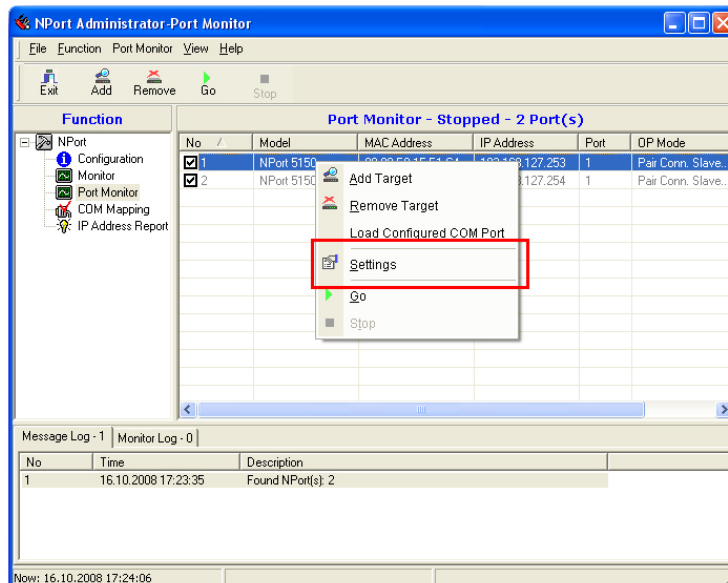 NPort Administrator-Port Monitor
File Function Port Monitor View Help
Exit Add Remove Go Stop
Function
Port Monitor - Stopped - 2 Port(s)
NPort
Configuration
Monitor
Port Monitor
COM Mapping
IP Address Report
No Model MAC Address IP Address Port OP Mode
1 NPort 5150 127.253 1 Pair Conn. Slave..
2 NPort 5150 127.254 1 Pair Conn. Slave..
Add Target
Remove Target
Load Configured COM Port
Settings
Go
Stop
Message Log - 1 Monitor Log - 0
No Time Description
1 16.10.2008 17:23:35 Found NPort(s): 2
Now: 16.10.2008 17:24:06